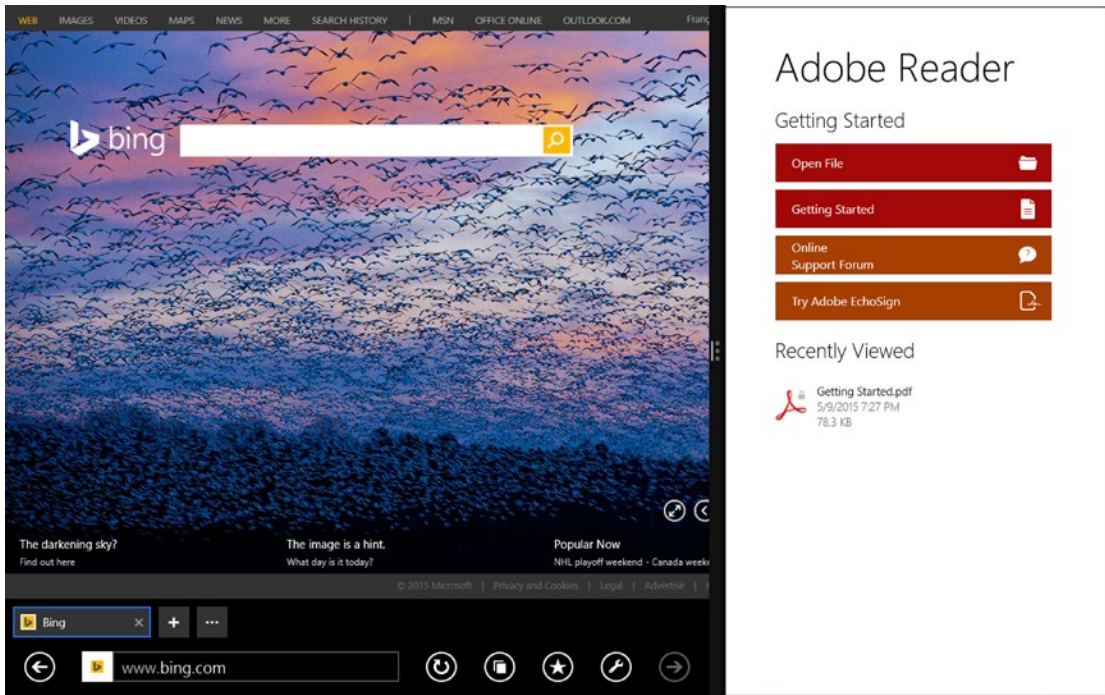 WEB IMAGES VIDEOS MAPS NEWS MORE SEARCH HISTORY | MSN OFFICE ONLINE OUTLOOK.COM Franç
bing
The darkening sky?
Find out here
The image is a hint.
What day is it today?
Popular Now
NHL playoff weekend · Canada weeke
© 2015 Microsoft | Privacy and Cookies | Legal | Advertise |
Bing
www.bing.com
Adobe Reader
Getting Started
Open File
Getting Started
Online
Support Forum
Try Adobe EchoSign
Recently Viewed
Getting Started.pdf
5/9/2015 7:27 PM
78.3 KB